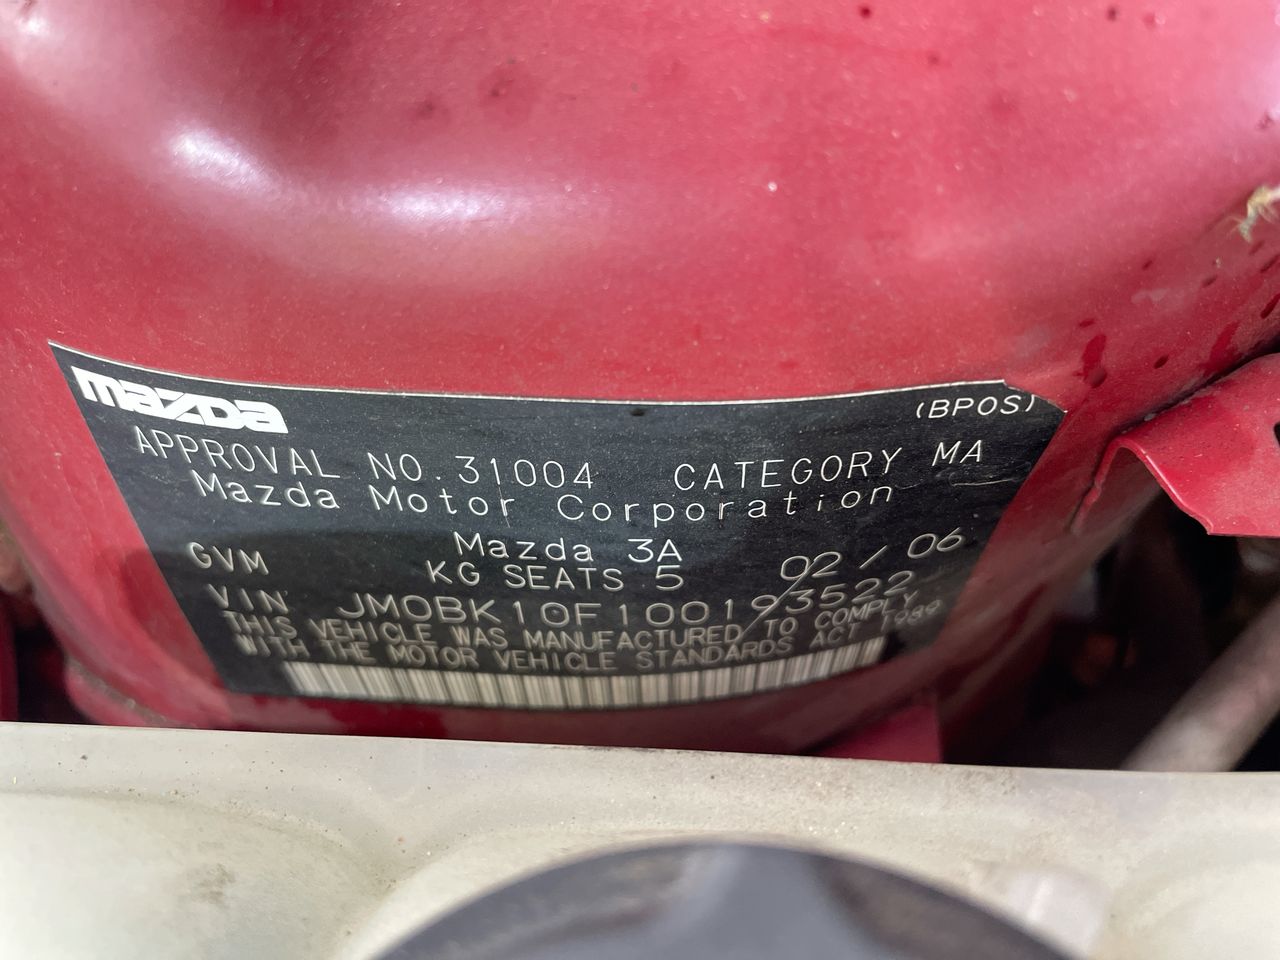 mazda
(BPOS)
APPROVAL NO. 31004 CATEGORY MA
Mazda Motor Corporation
Mazda 3A 02/06
GVM KG SEATS 5
VIN JM0BK10F100193522
THIS VEHICLE WAS MANUFACTURED TO COMPLY
WITH THE MOTOR VEHICLE STANDARDS ACT 1989